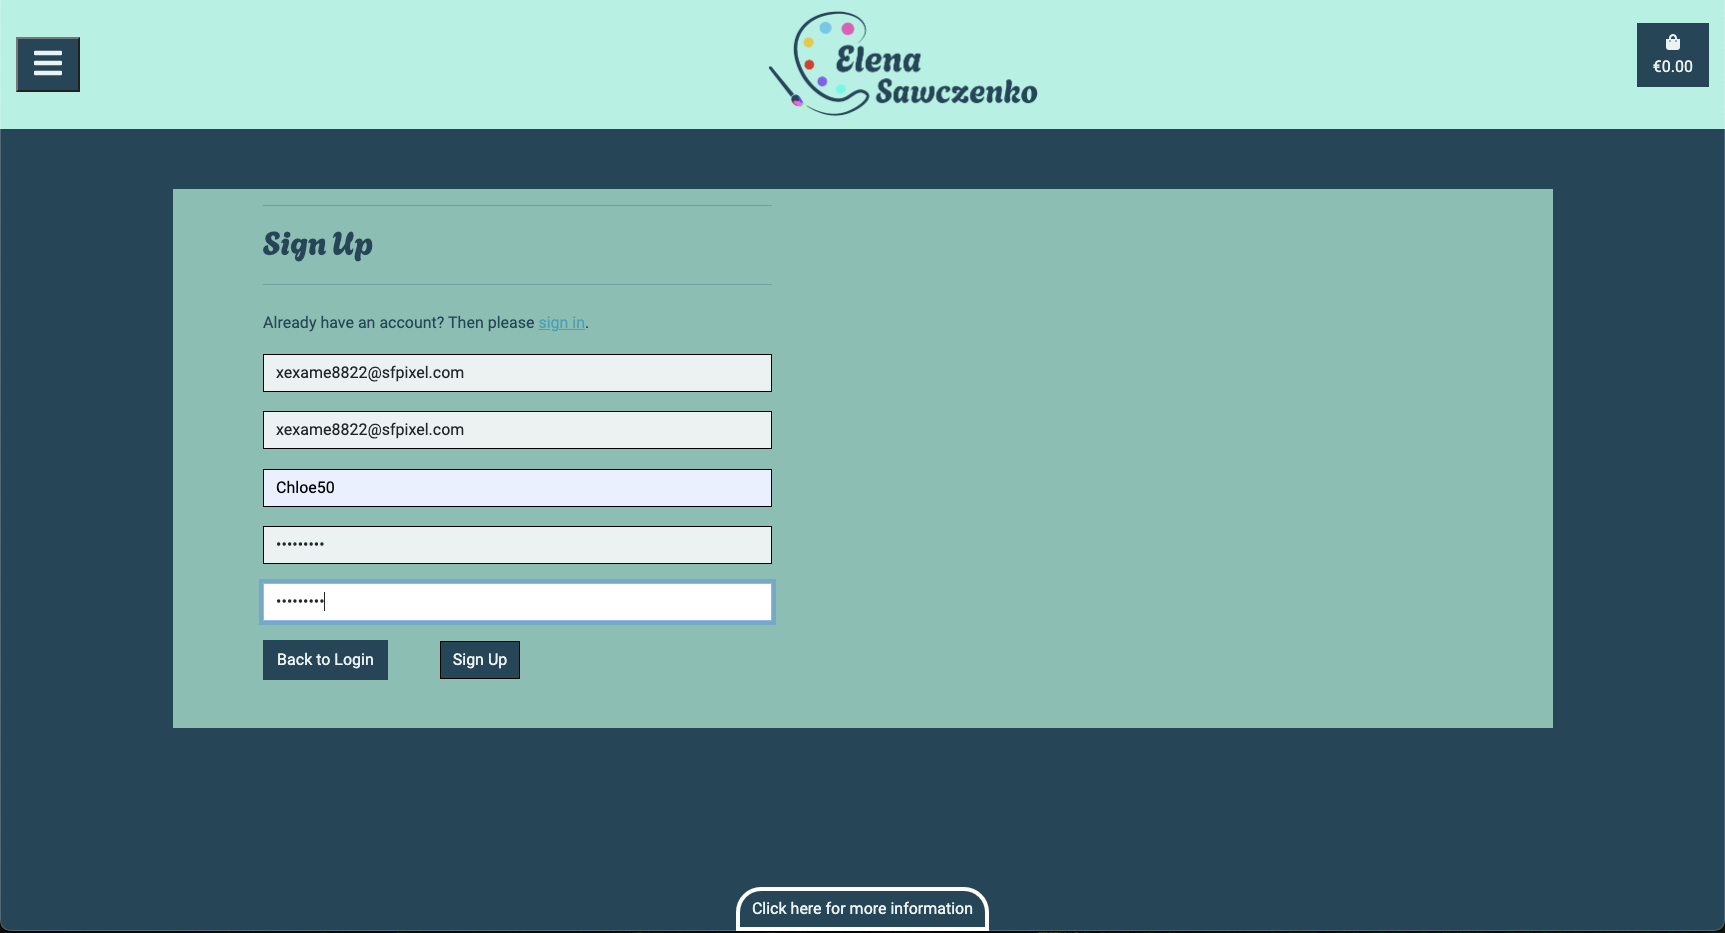 Elena
Sawczenko
€0.00
Sign Up
Already have an account? Then please sign in.
xexame8822@sfpixel.com
xexame8822@sfpixel.com
Chloe50
•••••••••
•••••••••
Back to Login
Sign Up
Click here for more information